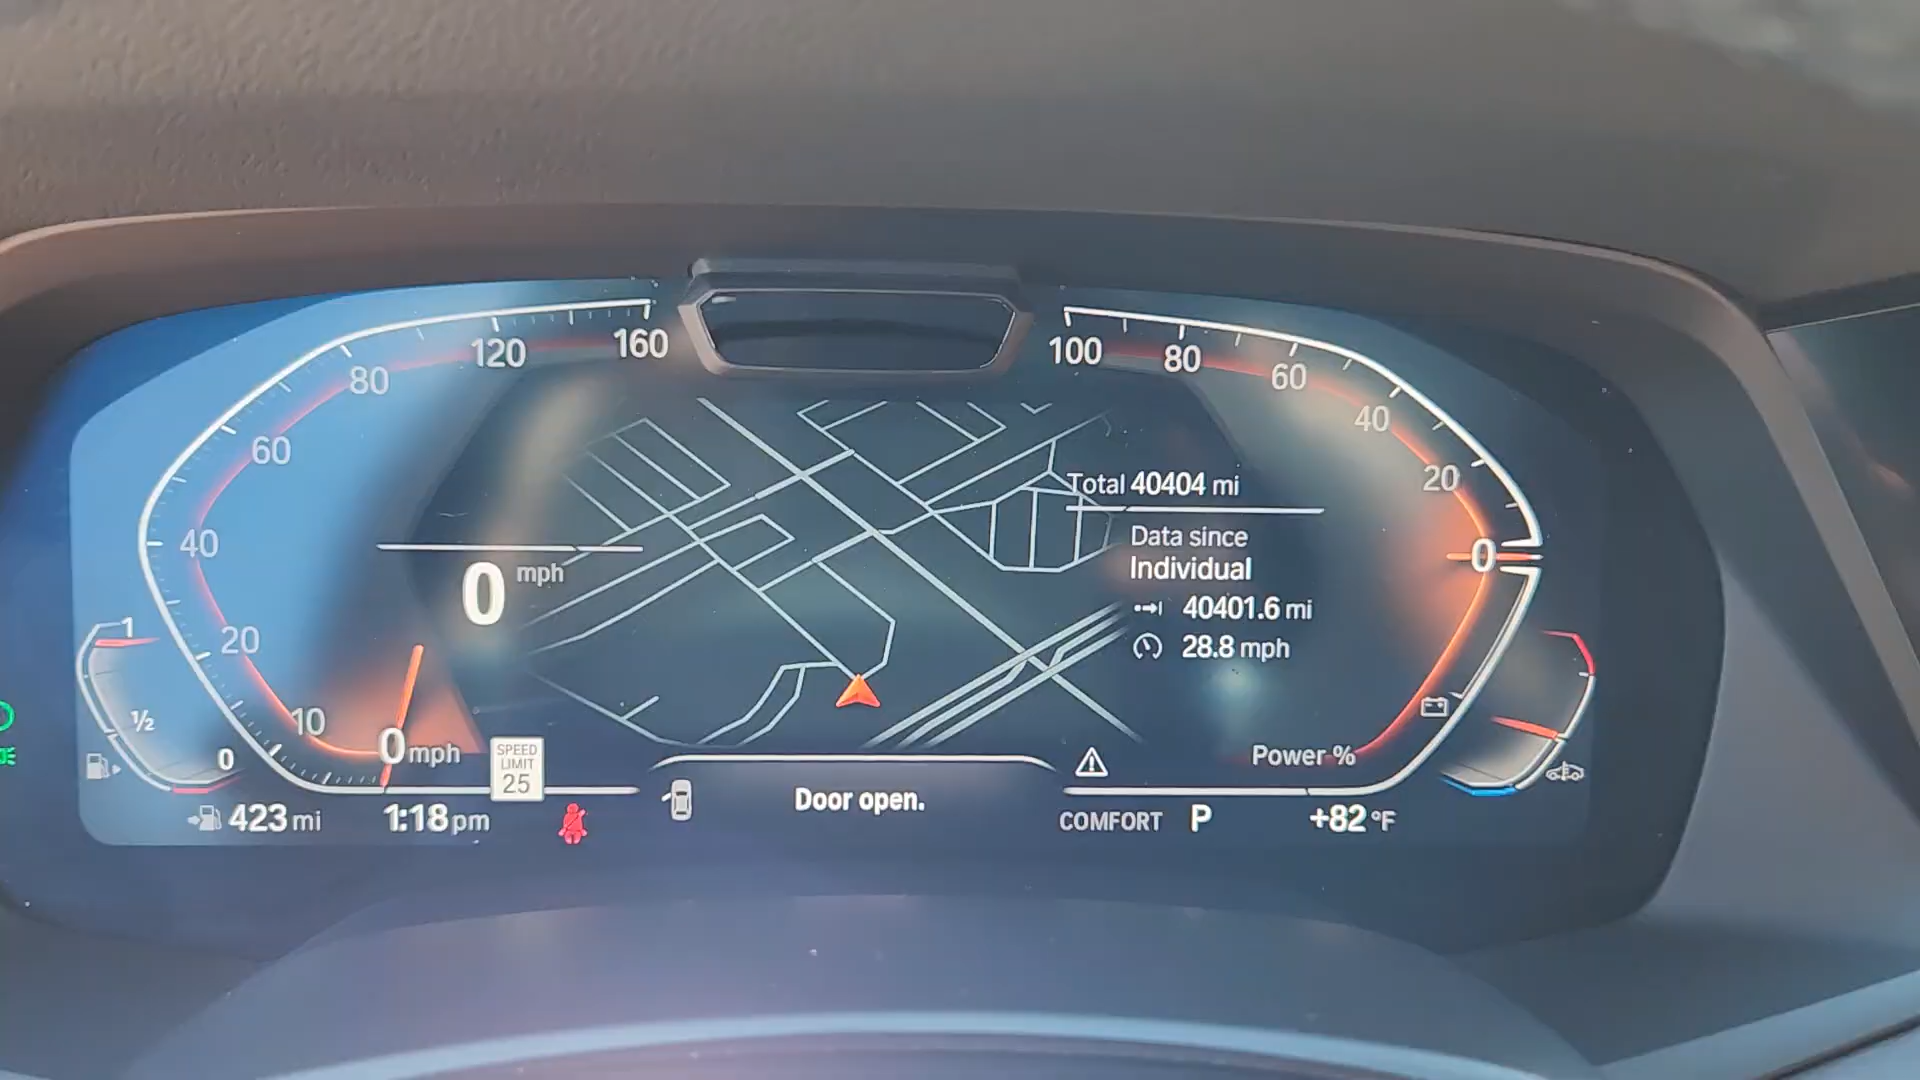 160
120
80
60
40
20
10
0 mph
100
80
60
40
20
0
Power %
0 mph
Total 40404 mi
Data since
Individual
40401.6 mi
28.8 mph
1
½
0
SPEED
LIMIT
25
423 mi
1:18 pm
Door open.
COMFORT P
+82 °F